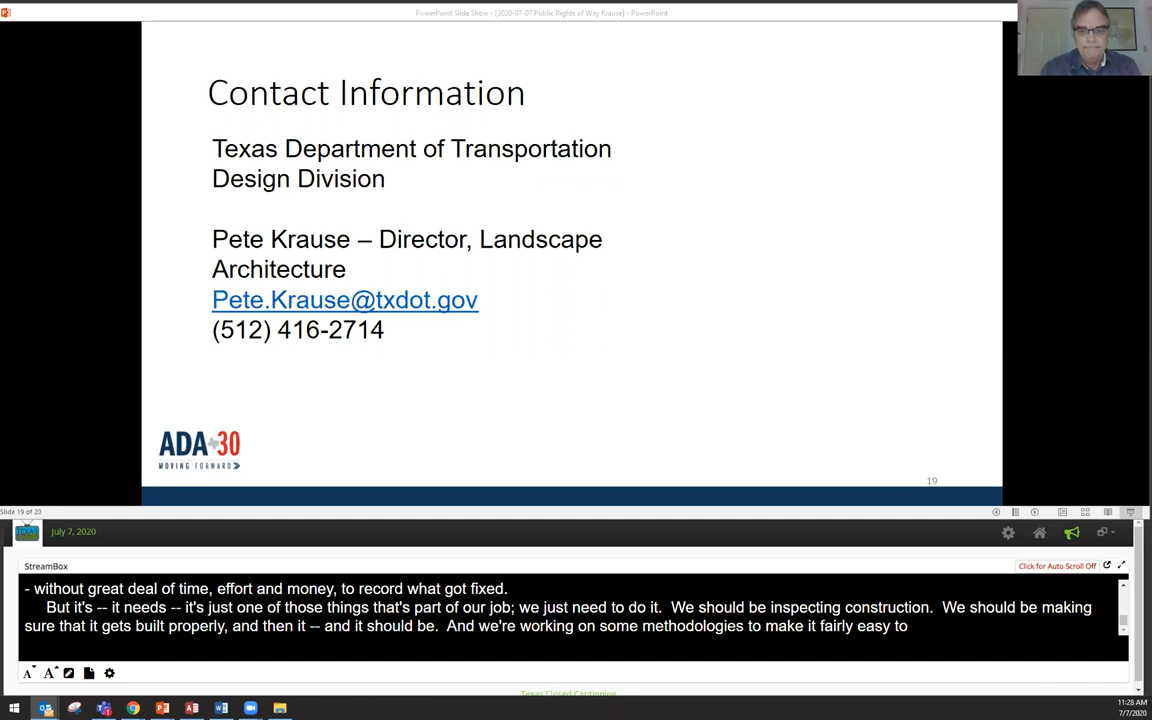 PowerPoint Slide Show - [2020-07-07 Public Rights of Way Krause] - PowerPoint
Contact Information
Texas Department of Transportation
Design Division
Pete Krause – Director, Landscape
Architecture
Pete.Krause@txdot.gov
(512) 416-2714
ADA 30
MOVING FORWARD
19
Slide 19 of 20
July 7, 2020
StreamBox
Click for Auto Scroll Off
- without great deal of time, effort and money, to record what got fixed.
But it's -- it needs -- it's just one of those things that's part of our job; we just need to do it. We should be inspecting construction. We should be making
sure that it gets built properly, and then it -- and it should be. And we're working on some methodologies to make it fairly easy to
Texas Closed Captioning
11:28 AM
7/7/2020